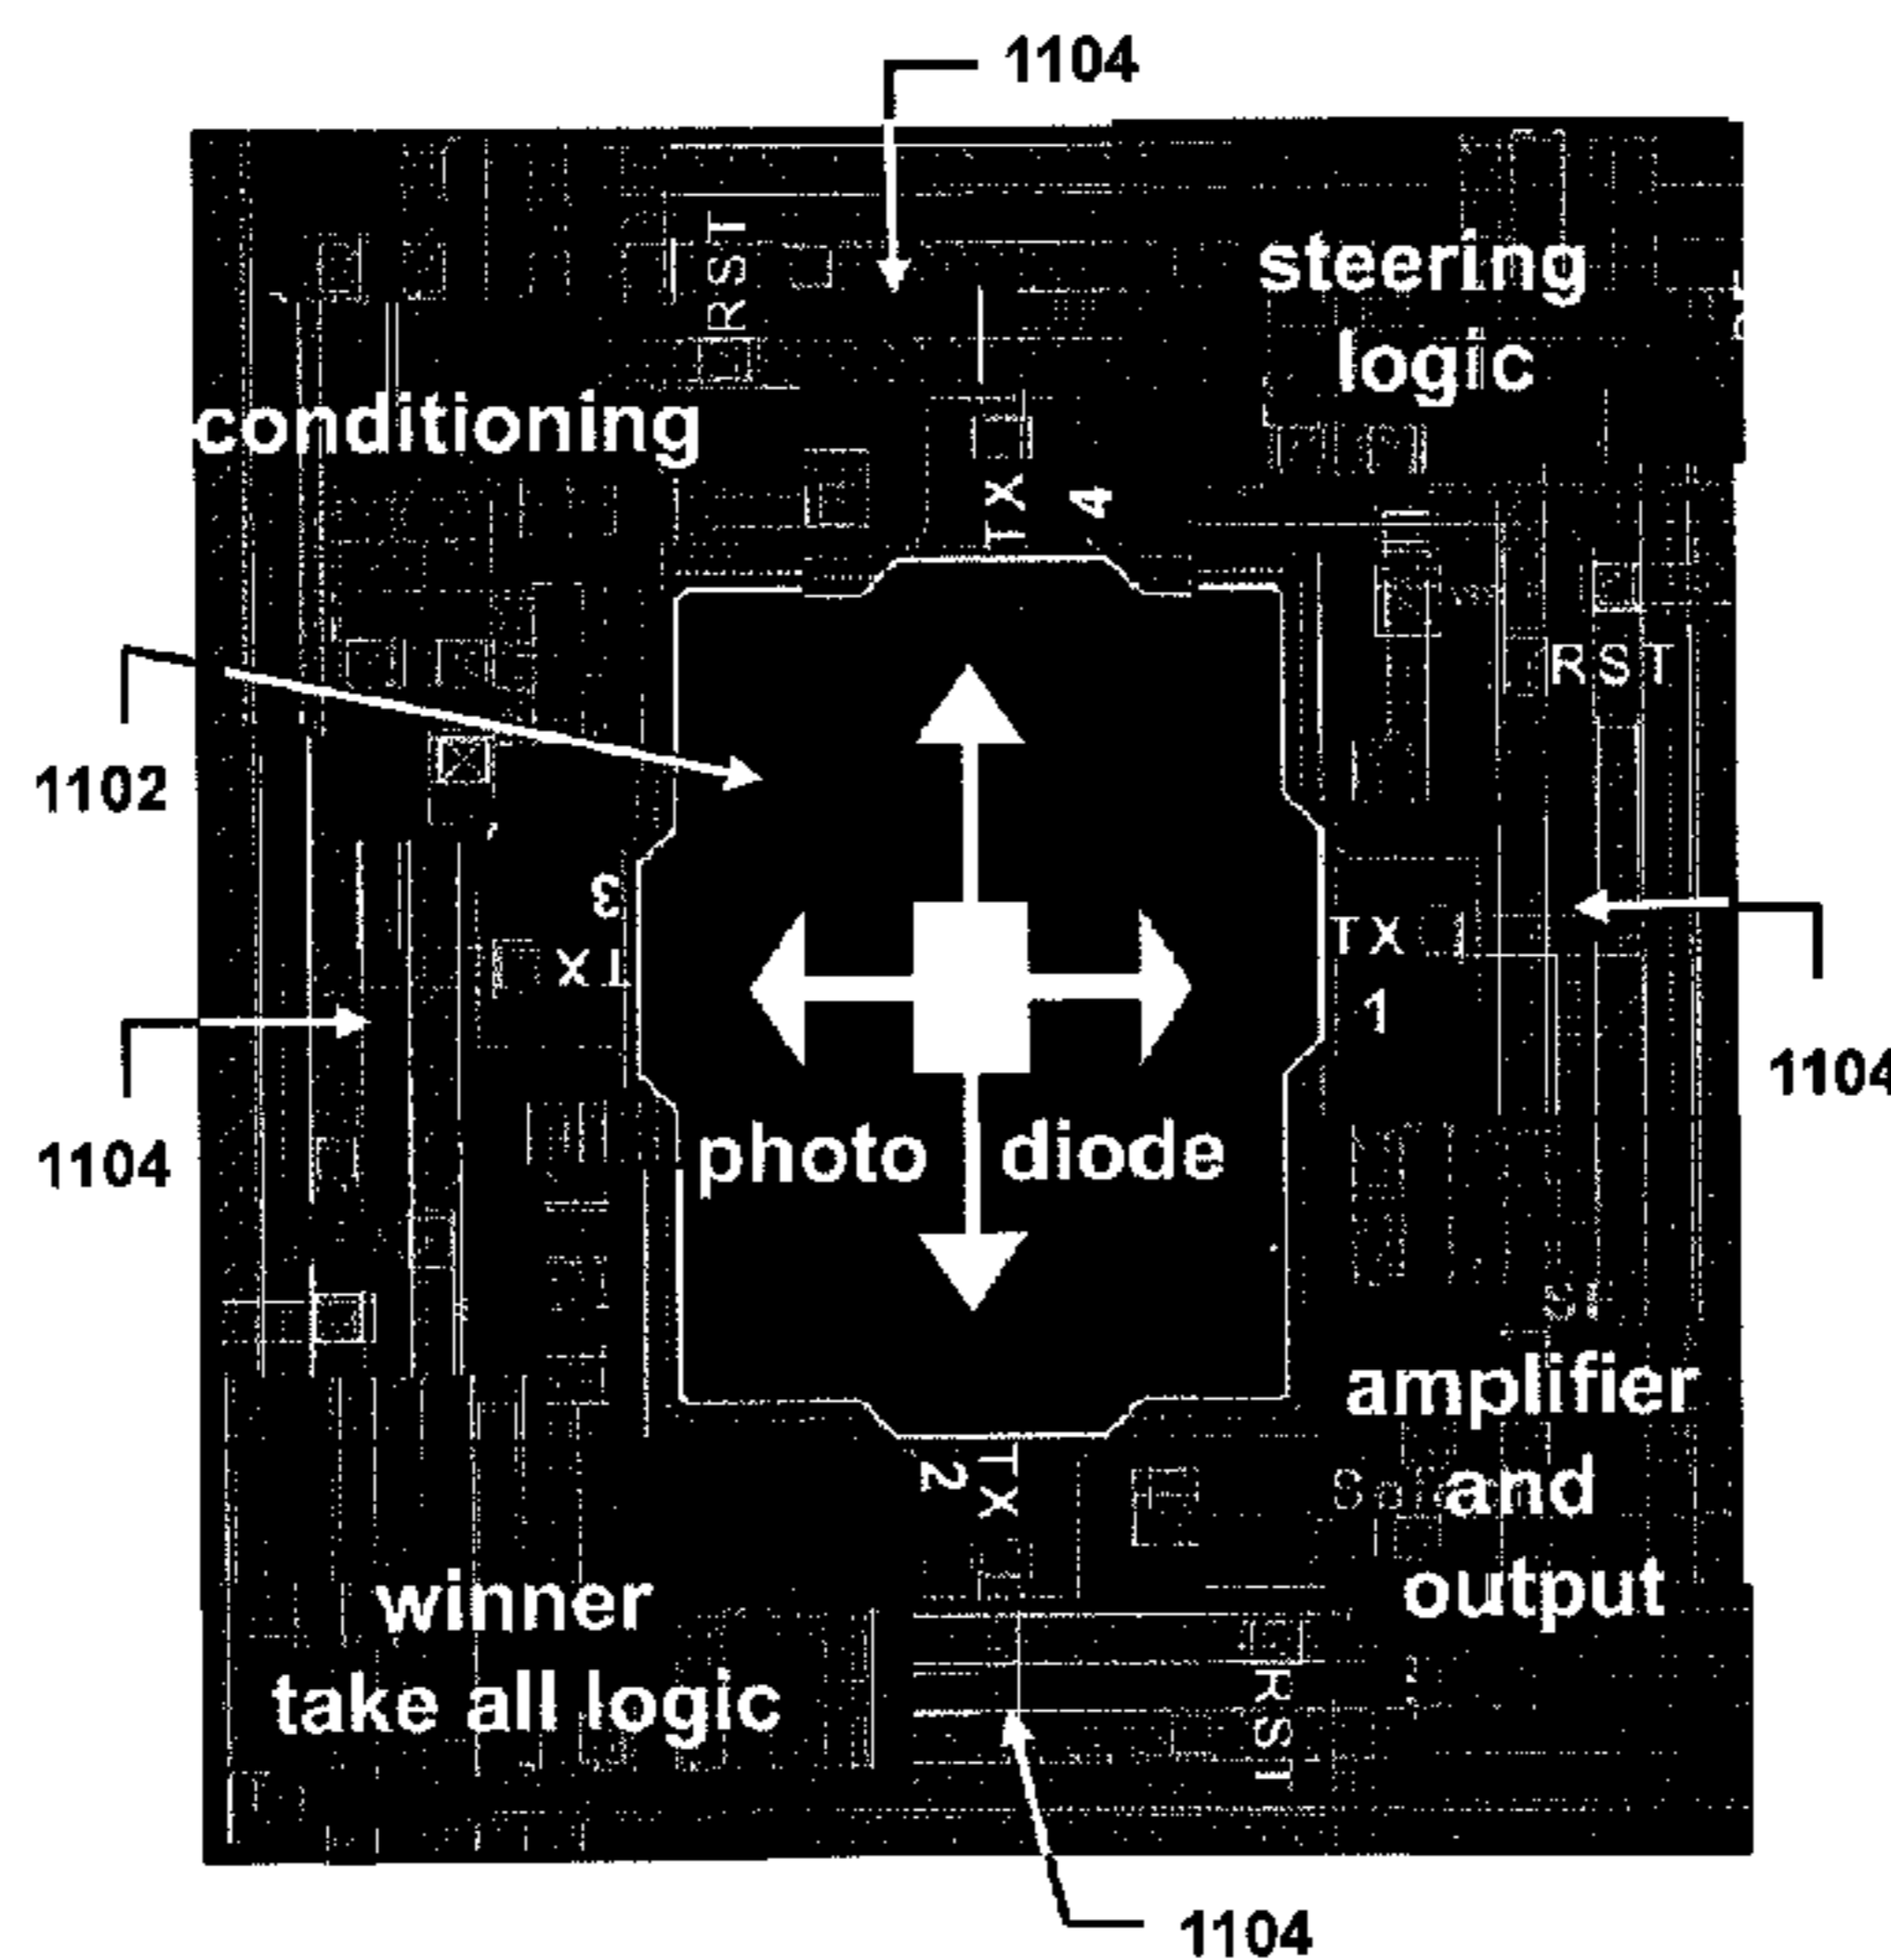 1104
RST
steering
logic
conditioning
TX
4
RST
1102
3
TX
TX
1
1104
1104
photo diode
amplifier
and
output
TX
2
winner
take all logic
RST
1104